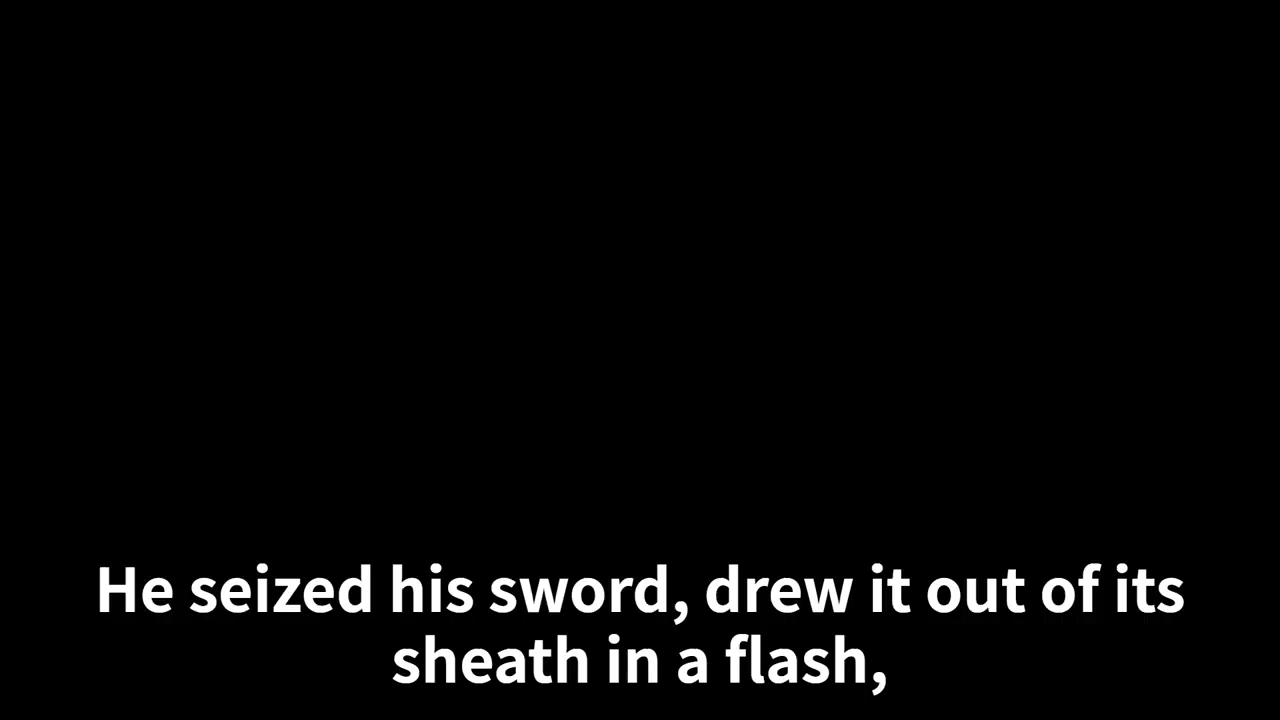 He seized his sword, drew it out of its
sheath in a flash,